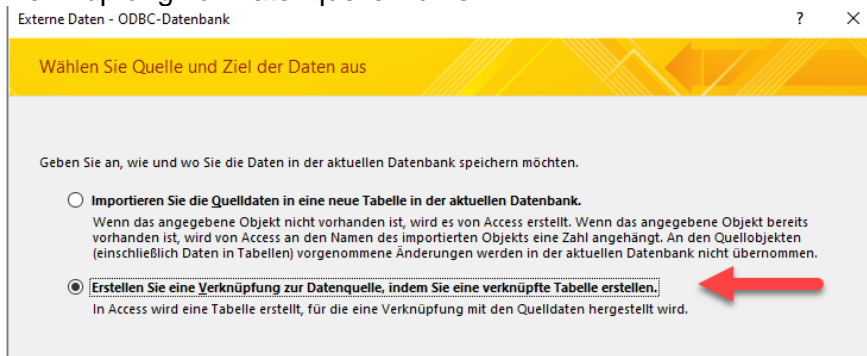 Externe Daten - ODBC-Datenbank ? ×
Wählen Sie Quelle und Ziel der Daten aus
Geben Sie an, wie und wo Sie die Daten in der aktuellen Datenbank speichern möchten.
Importieren Sie die Quelldaten in eine neue Tabelle in der aktuellen Datenbank.
Wenn das angegebene Objekt nicht vorhanden ist, wird es von Access erstellt. Wenn das angegebene Objekt bereits
vorhanden ist, wird von Access an den Namen des importierten Objekts eine Zahl angehängt. An den Quellobjekten
(einschließlich Daten in Tabellen) vorgenommene Änderungen werden in der aktuellen Datenbank nicht übernommen.
Erstellen Sie eine Verknüpfung zur Datenquelle, indem Sie eine verknüpfte Tabelle erstellen.
In Access wird eine Tabelle erstellt, für die eine Verknüpfung mit den Quelldaten hergestellt wird.